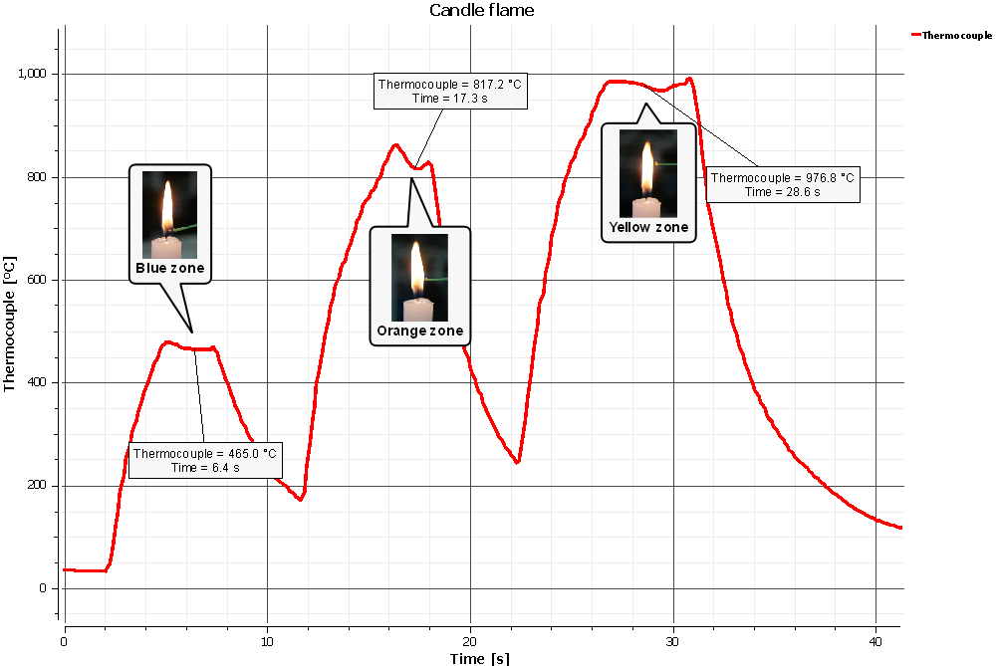 Candle flame
Thermocouple
Thermocouple [°C]
1,000
800
600
400
200
0
Thermocouple = 817.2 °C
Time = 17.3 s
Thermocouple = 976.8 °C
Time = 28.6 s
Yellow zone
Blue zone
Orange zone
Thermocouple = 465.0 °C
Time = 6.4 s
0
10
20
30
40
Time [s]